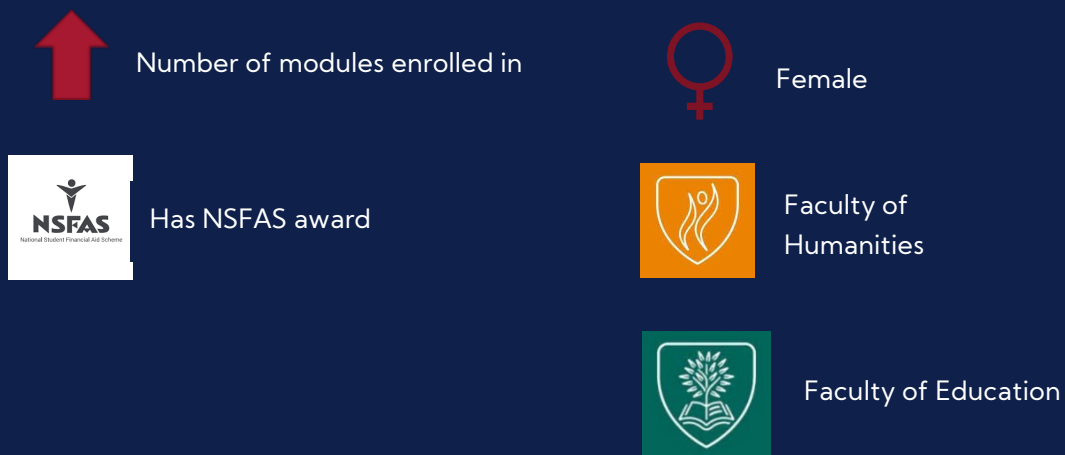 Number of modules enrolled in
Female
NSFAS
National Student Financial Aid Scheme
Has NSFAS award
Faculty of
Humanities
Faculty of Education